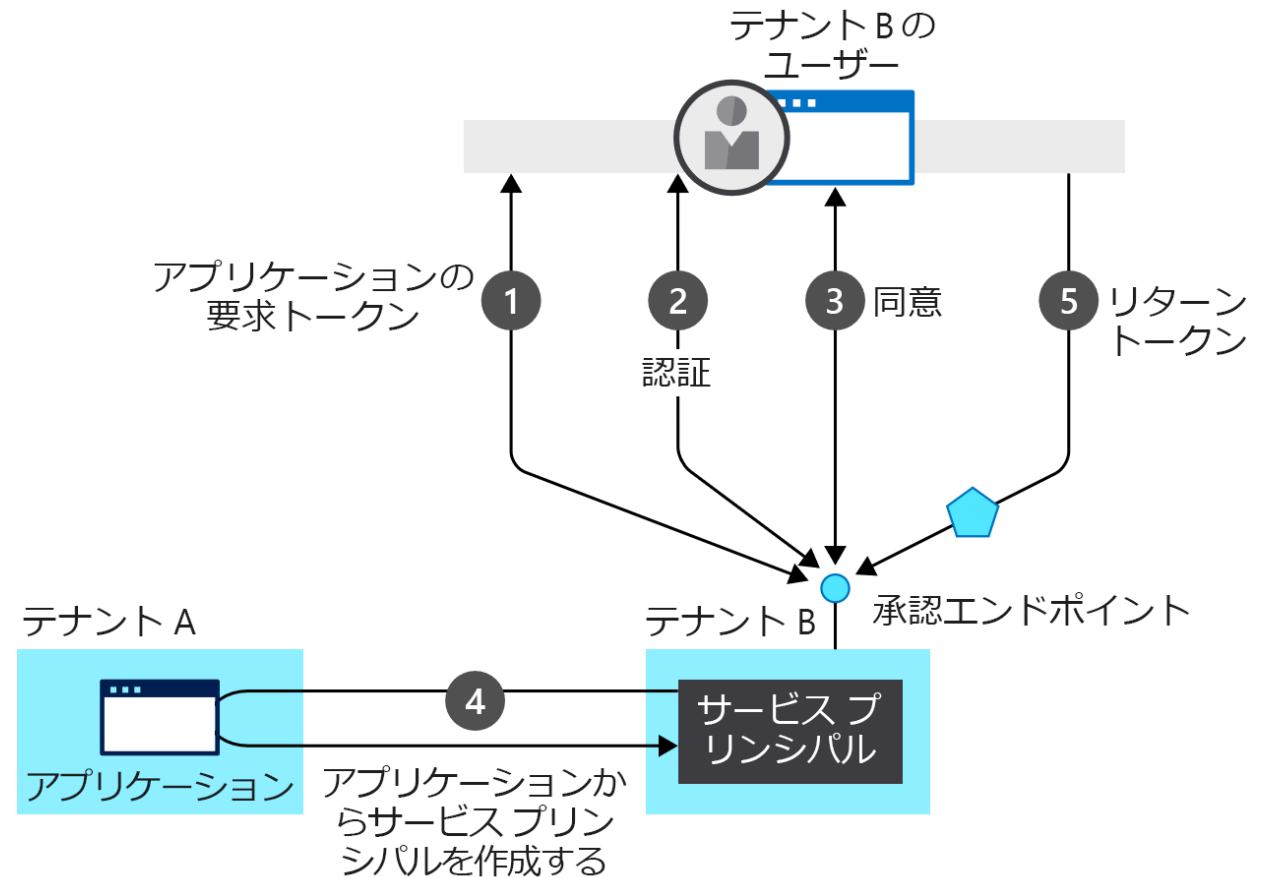 テナント B の
ユーザー
アプリケーションの
要求トークン
1
2
認証
3
同意
5
リターン
トークン
テナント A
テナント B
承認エンドポイント
4
サービス プ
リンシパル
アプリケーション
アプリケーションか
らサービス プリン
シパルを作成する